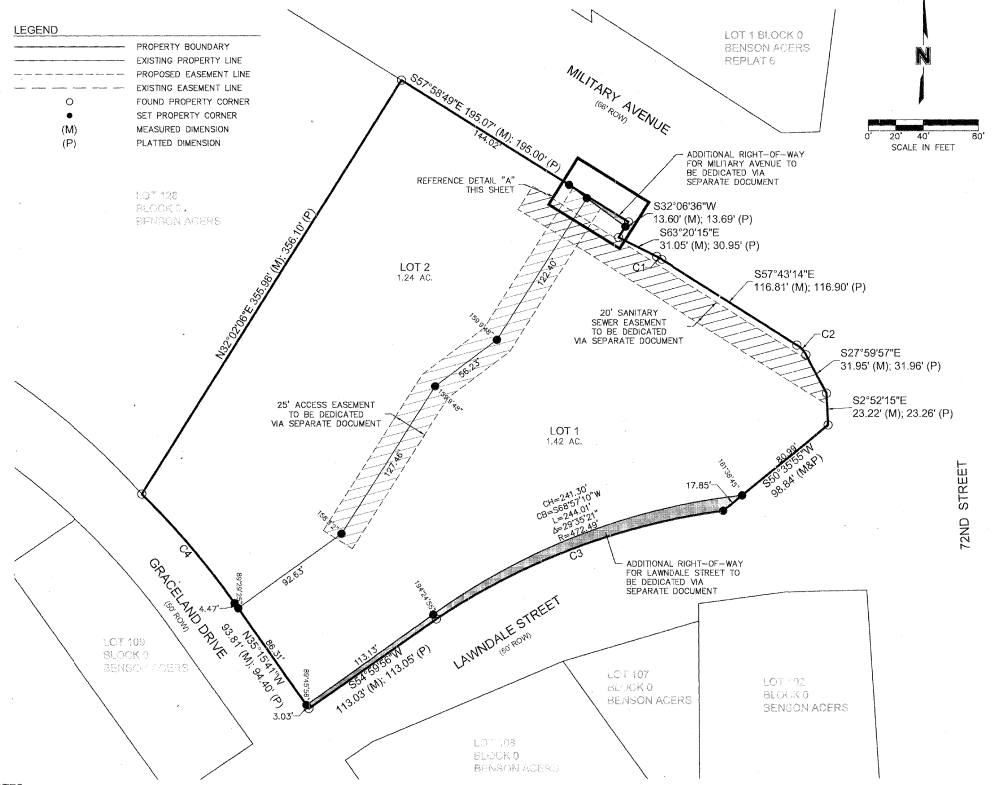 LEGEND
PROPERTY BOUNDARY
EXISTING PROPERTY LINE
PROPOSED EASEMENT LINE
EXISTING EASEMENT LINE
FOUND PROPERTY CORNER
SET PROPERTY CORNER
(M) MEASURED DIMENSION
(P) PLATTED DIMENSION
LOT 1 BLOCK 0
BENSON ACERS
REPLAT 6
N
0' 20' 40' 80'
SCALE IN FEET
MILITARY AVENUE
(66' ROW)
S57°58'49"E 195.07' (M); 195.00' (P)
144.02'
ADDITIONAL RIGHT-OF-WAY
FOR MILITARY AVENUE TO
BE DEDICATED VIA
SEPARATE DOCUMENT
REFERENCE DETAIL "A"
THIS SHEET
S32°06'36"W
13.60' (M); 13.69' (P)
S63°20'15"E
31.05' (M); 30.95' (P)
C1
S57°43'14"E
116.81' (M); 116.90' (P)
C2
S27°59'57"E
31.95' (M); 31.96' (P)
S2°52'15"E
23.22' (M); 23.26' (P)
LOT 128
BLOCK 0
BENSON ACERS
N32°02'06"E 355.98' (M); 356.10' (P)
LOT 2
1.24 AC.
122.40'
159°9'48"
56.23'
159°9'48"
127.46'
20' SANITARY
SEWER EASEMENT
TO BE DEDICATED
VIA SEPARATE DOCUMENT
25' ACCESS EASEMENT
TO BE DEDICATED
VIA SEPARATE DOCUMENT
LOT 1
1.42 AC.
80.99'
S50°35'55"W
98.84' (M&P)
17.85'
CH=241.30'
CB=S68°57'10"W
L=244.01'
Δ=29°35'21"
R=472.49'
C3
72ND STREET
ADDITIONAL RIGHT-OF-WAY
FOR LAWNDALE STREET TO
BE DEDICATED VIA
SEPARATE DOCUMENT
C4
GRACELAND DRIVE
(50' ROW)
92.63'
4.47'
86.31'
N35°15'41"W
93.81' (M); 94.40' (P)
194°24'55"
113.13'
S54°59'56"W
113.03' (M); 113.05' (P)
3.03'
LAWNDALE STREET
(50' ROW)
LOT 109
BLOCK 0
BENSON ACERS
LOT 107
BLOCK 0
BENSON ACERS
BLOCK 0
BENSON ACERS
BLOCK 0
BENSON ACERS